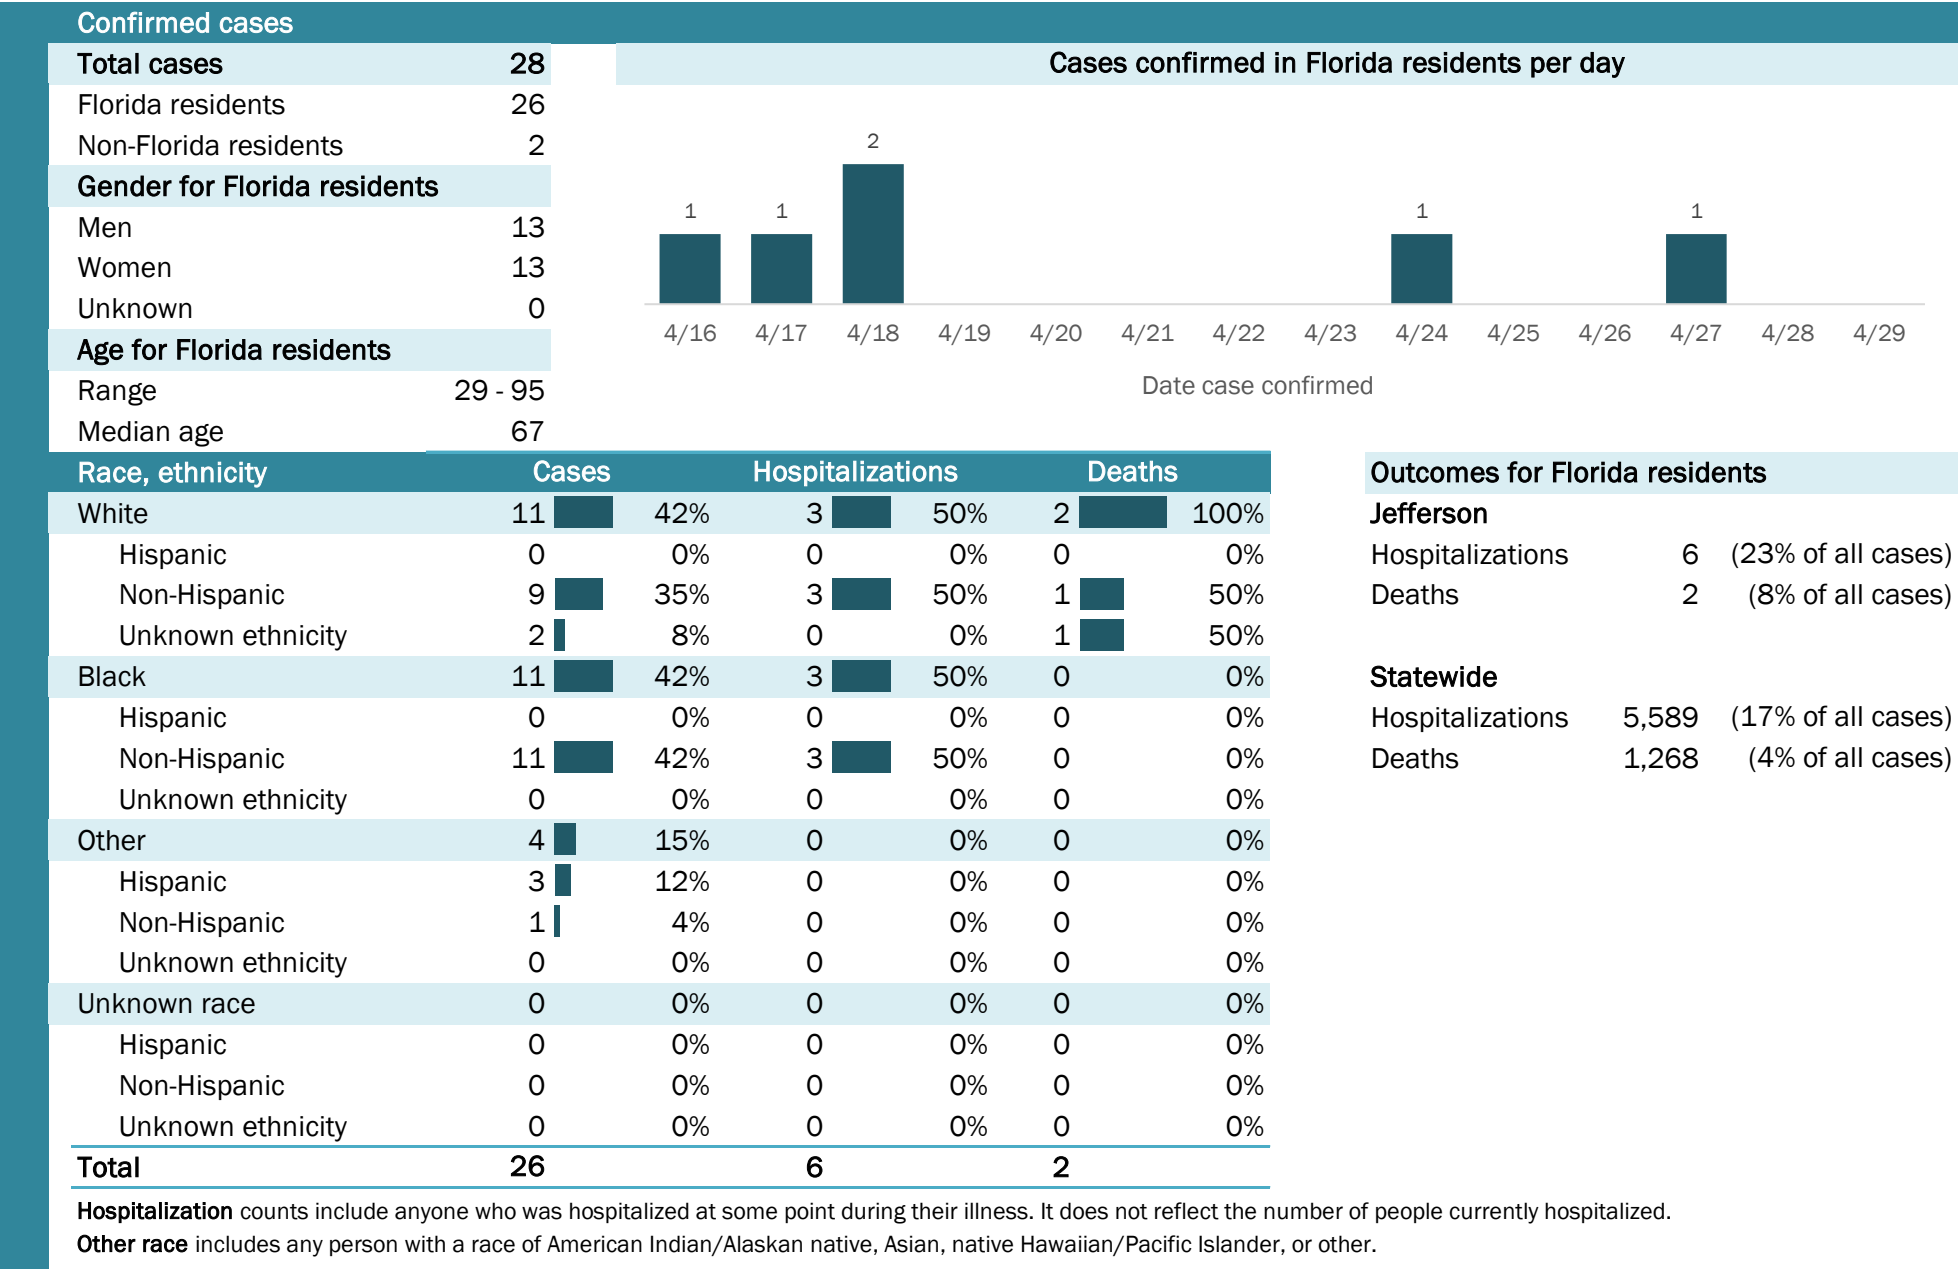 Confirmed cases
Total cases 28
Florida residents 26
Non-Florida residents 2
Gender for Florida residents
Men 13
Women 13
Unknown 0
Age for Florida residents
Range 29 - 95
Median age 67
Cases confirmed in Florida residents per day
2
1 1 1 1
4/16 4/17 4/18 4/19 4/20 4/21 4/22 4/23 4/24 4/25 4/26 4/27 4/28 4/29
Date case confirmed
Race, ethnicity Cases Hospitalizations Deaths
White 11 42% 3 50% 2 100%
Hispanic 0 0% 0 0% 0 0%
Non-Hispanic 9 35% 3 50% 1 50%
Unknown ethnicity 2 8% 0 0% 1 50%
Black 11 42% 3 50% 0 0%
Hispanic 0 0% 0 0% 0 0%
Non-Hispanic 11 42% 3 50% 0 0%
Unknown ethnicity 0 0% 0 0% 0 0%
Other 4 15% 0 0% 0 0%
Hispanic 3 12% 0 0% 0 0%
Non-Hispanic 1 4% 0 0% 0 0%
Unknown ethnicity 0 0% 0 0% 0 0%
Unknown race 0 0% 0 0% 0 0%
Hispanic 0 0% 0 0% 0 0%
Non-Hispanic 0 0% 0 0% 0 0%
Unknown ethnicity 0 0% 0 0% 0 0%
Total 26 6 2
Outcomes for Florida residents
Jefferson
Hospitalizations 6 (23% of all cases)
Deaths 2 (8% of all cases)
Statewide
Hospitalizations 5,589 (17% of all cases)
Deaths 1,268 (4% of all cases)
Hospitalization counts include anyone who was hospitalized at some point during their illness. It does not reflect the number of people currently hospitalized.
Other race includes any person with a race of American Indian/Alaskan native, Asian, native Hawaiian/Pacific Islander, or other.